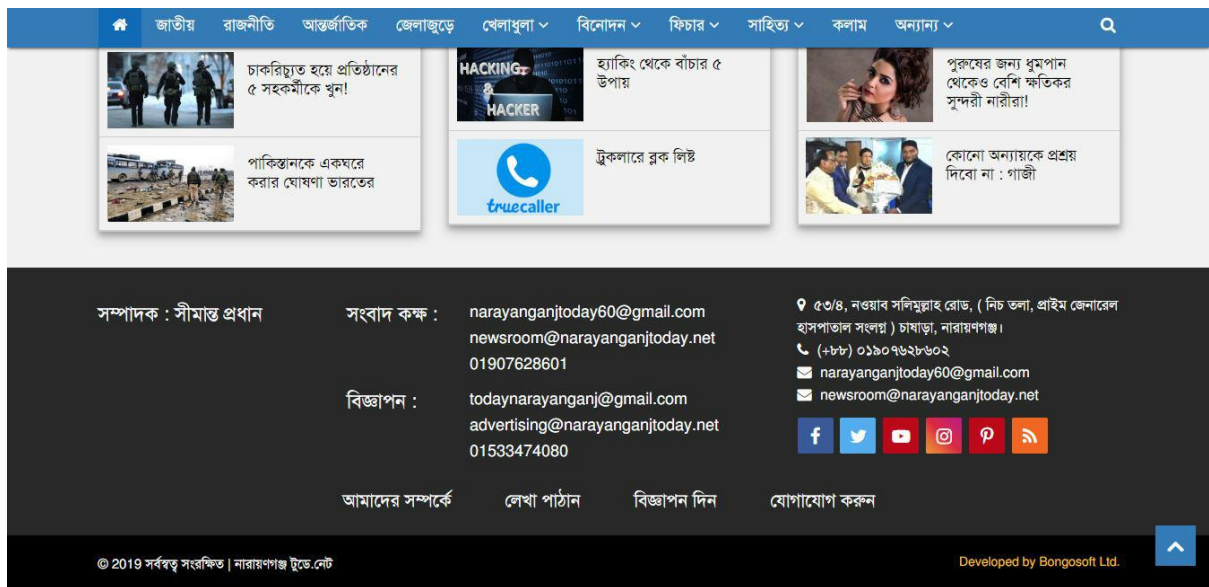 জাতীয় রাজনীতি আন্তর্জাতিক জেলাজুড়ে খেলাধুলা বিনোদন ফিচার সাহিত্য কলাম অন্যান্য
চাকরিচ্যুত হয়ে প্রতিষ্ঠানের
৫ সহকর্মীকে খুন!
পাকিস্তানকে একঘরে
করার ঘোষণা ভারতের
HACKING
&
HACKER
হ্যাকিং থেকে বাঁচার ৫
উপায়
truecaller
ট্রুকলারে ব্লক লিষ্ট
পুরুষের জন্য ধুমপান
থেকেও বেশি ক্ষতিকর
সুন্দরী নারীরা!
কোনো অন্যায়কে প্রশ্রয়
দিবো না : গাজী
সম্পাদক : সীমান্ত প্রধান
সংবাদ কক্ষ :
narayanganjtoday60@gmail.com
newsroom@narayanganjtoday.net
01907628601
বিজ্ঞাপন :
todaynarayanganj@gmail.com
advertising@narayanganjtoday.net
01533474080
৫৩/৪, নওয়াব সলিমুল্লাহ রোড, ( নিচ তলা, প্রাইম জেনারেল
হাসপাতাল সংলগ্ন ) চাষাড়া, নারায়ণগঞ্জ।
(+৮৮) ০১৯০৭৬২৮৬০২
narayanganjtoday60@gmail.com
newsroom@narayanganjtoday.net
আমাদের সম্পর্কে লেখা পাঠান বিজ্ঞাপন দিন যোগাযোগ করুন
© 2019 সর্বস্বত্ব সংরক্ষিত | নারায়ণগঞ্জ টুডে.নেট
Developed by Bongosoft Ltd.